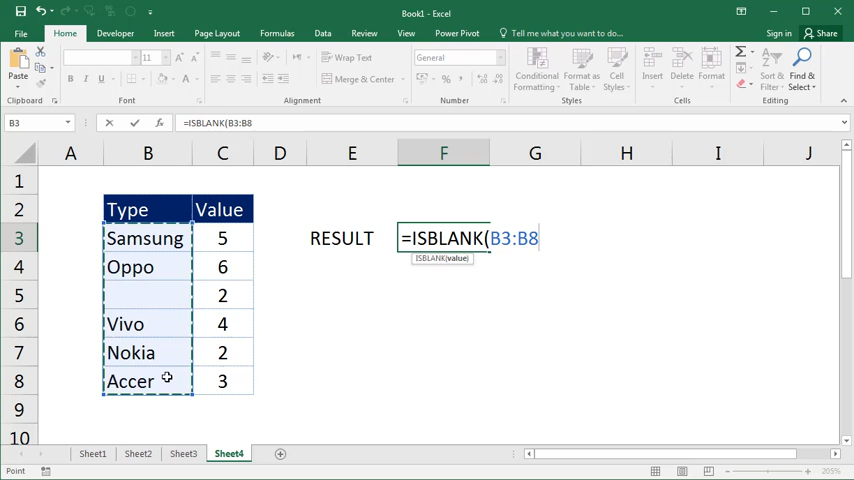 Book1 - Excel
File Home Developer Insert Formulas Data Review View Power Pivot Tell me what you want to do... Sign in Share
Page Layout
Paste
11
Wrap Text
Merge & Center
General
Conditional Formatting
Format as Table
Cell Styles
Insert
Delete
Format
Sort & Filter
Find & Select
Clipboard Font Alignment Number Styles Cells Editing
B3 =ISBLANK(B3:B8
A B C D E F G H I J
1
2 Type Value
3 Samsung 5 RESULT =ISBLANK(B3:B8
ISBLANK(value)
4 Oppo 6
5 2
6 Vivo 4
7 Nokia 2
8 Accer 3
9
10
Sheet1 Sheet2 Sheet3 Sheet4
Point 205%